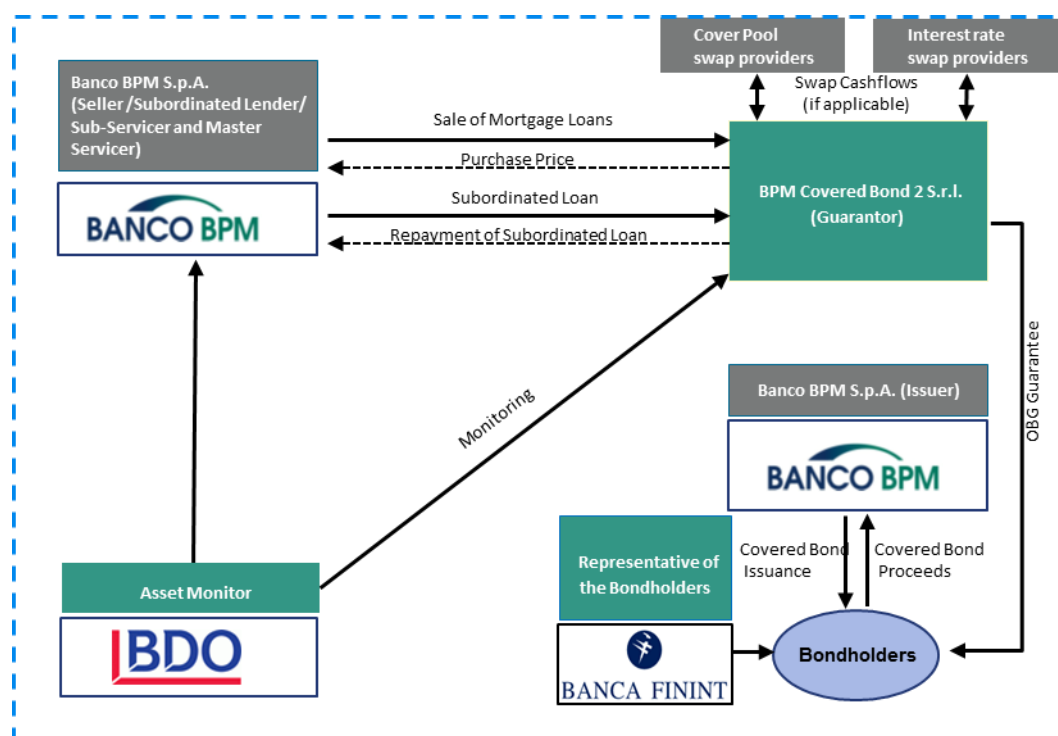 Cover Pool
swap providers
Interest rate
swap providers
Banco BPM S.p.A.
(Seller/Subordinated Lender/
Sub-Servicer and Master
Servicer)
Swap Cashflows
(if applicable)
Sale of Mortgage Loans
Purchase Price
BANCO BPM
Subordinated Loan
Repayment of Subordinated Loan
BPM Covered Bond 2 S.r.l.
(Guarantor)
Monitoring
OBG Guarantee
Banco BPM S.p.A. (Issuer)
BANCO BPM
Representative of
the Bondholders
Covered Bond
Issuance
Covered Bond
Proceeds
Asset Monitor
BDO
BANCA FININT
Bondholders